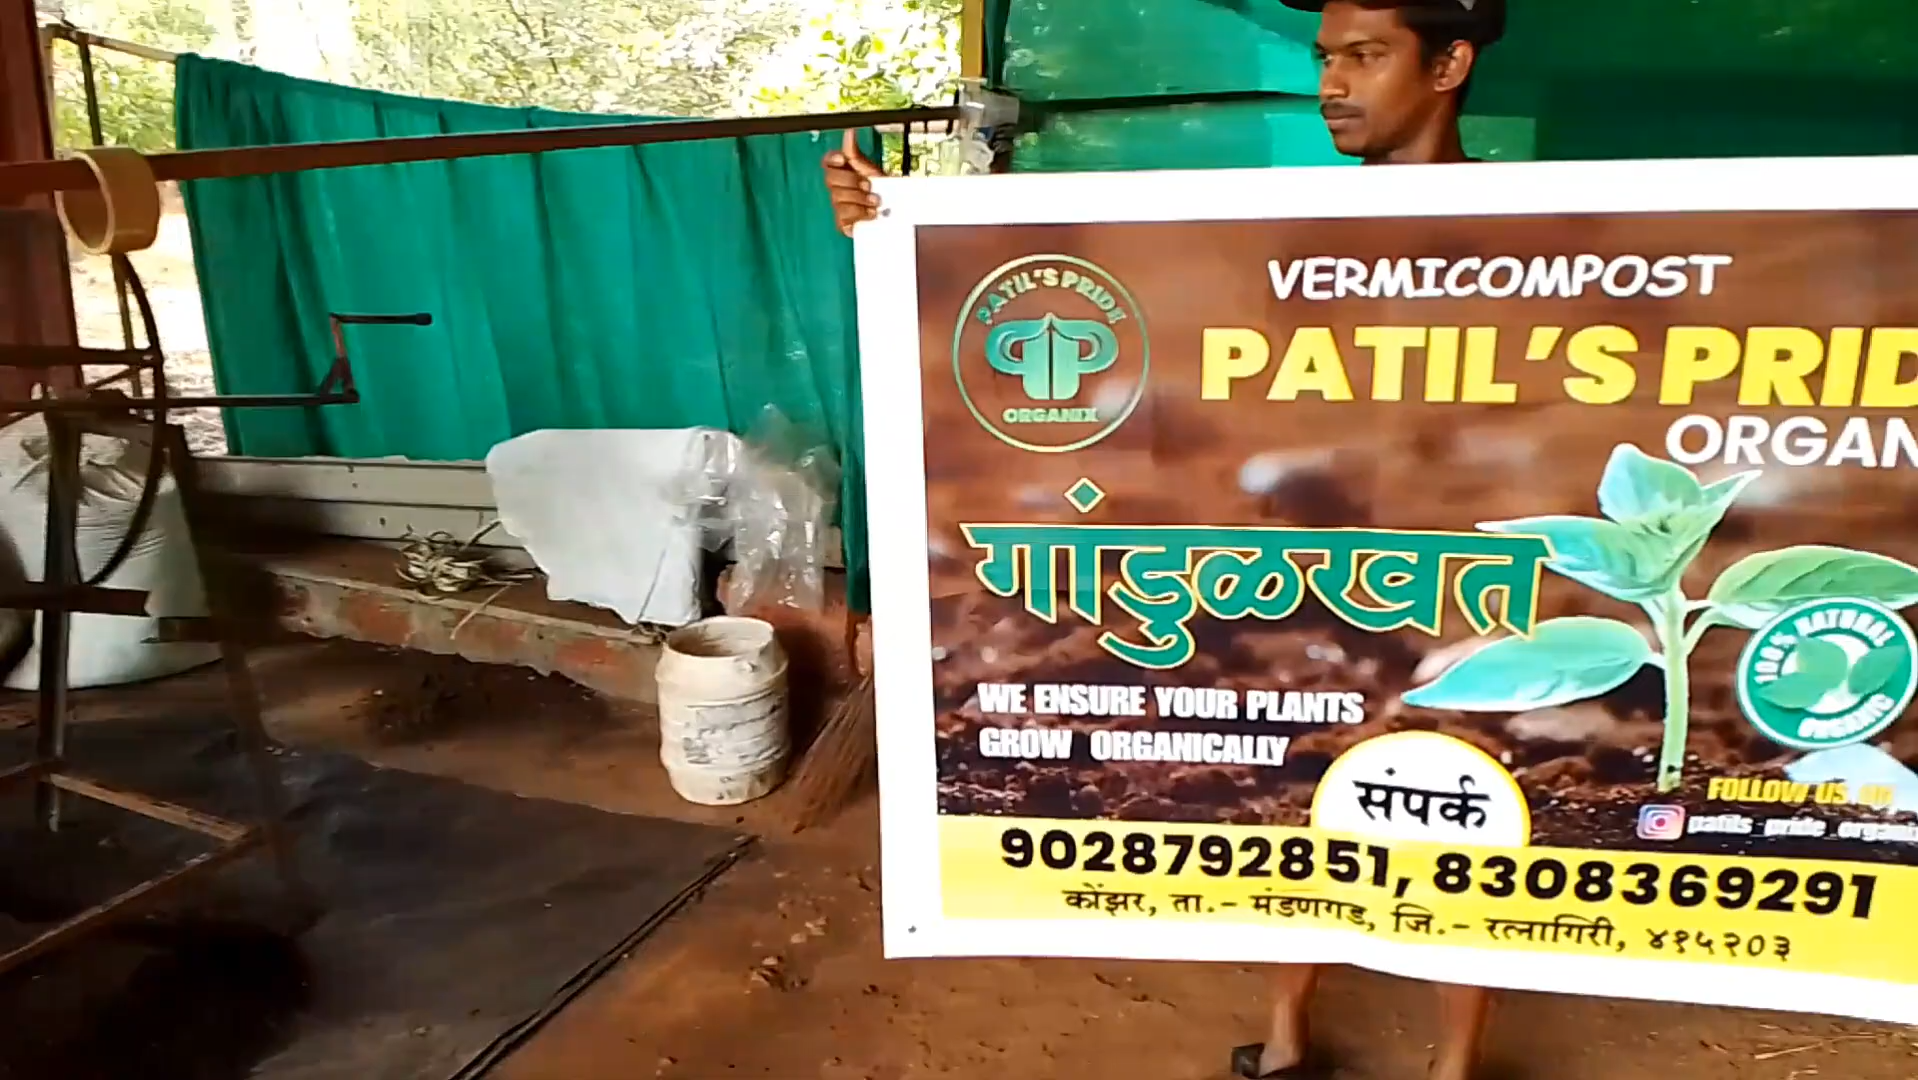 PATIL'S PRIDE
ORGANIX
VERMICOMPOST
PATIL'S PRID
ORGAN
गांडुळखत
100% NATURAL
ORGANIC
WE ENSURE YOUR PLANTS
GROW ORGANICALLY
संपर्क
FOLLOW US ON
patils_pride_organix
9028792851, 8308369291
कोंझर, ता.- मंडणगड, जि.- रत्नागिरी, ४१५२०३